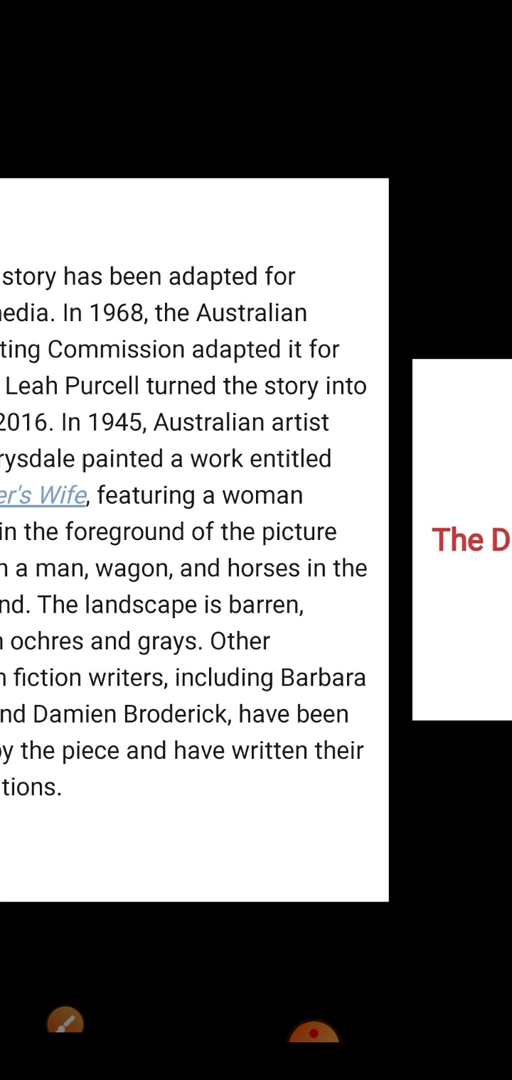 story has been adapted for
edia. In 1968, the Australian
ting Commission adapted it for
Leah Purcell turned the story into
2016. In 1945, Australian artist
rysdale painted a work entitled
er's Wife, featuring a woman
in the foreground of the picture
a man, wagon, and horses in the
nd. The landscape is barren,
ochres and grays. Other
fiction writers, including Barbara
nd Damien Broderick, have been
y the piece and have written their
tions.
The D